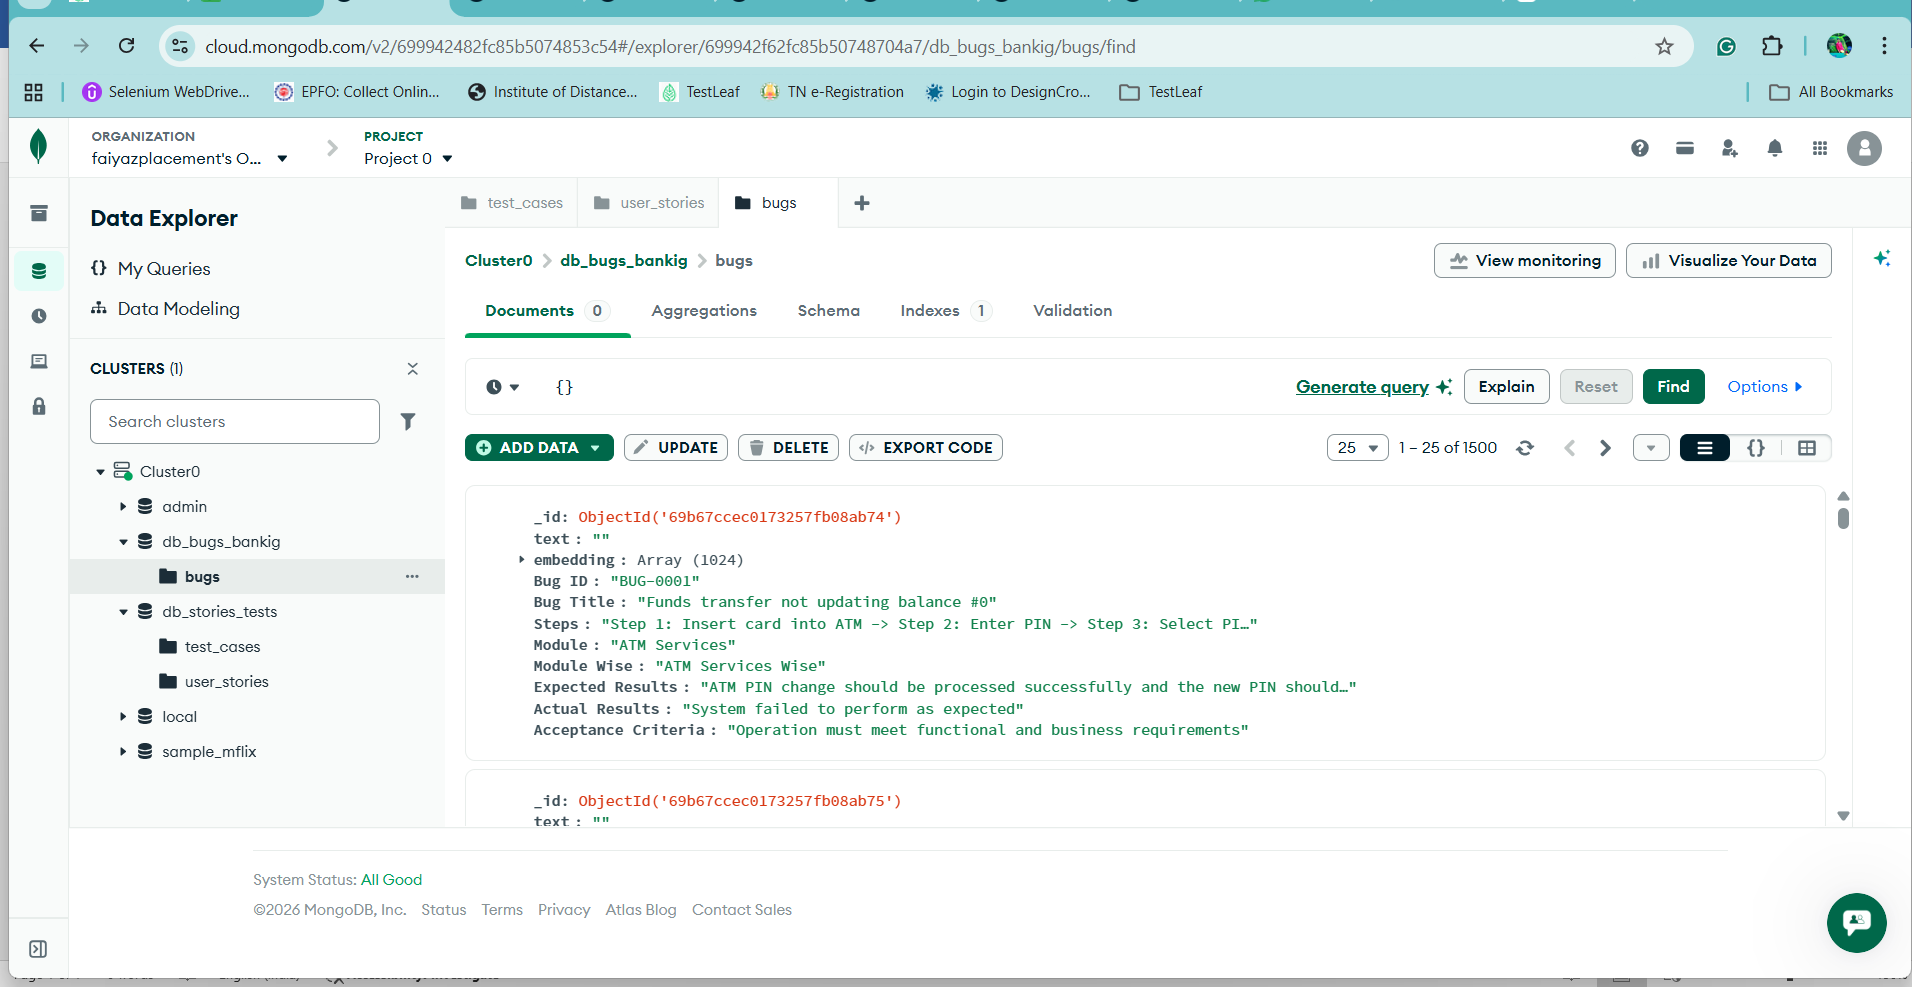 cloud.mongodb.com/v2/699942482fc85b5074853c54#/explorer/699942f62fc85b50748704a7/db_bugs_bankig/bugs/find
Selenium WebDrive... EPFO: Collect Onlin... Institute of Distance... TestLeaf TN e-Registration Login to DesignCro... TestLeaf All Bookmarks
ORGANIZATION
faiyazplacement's O...
PROJECT
Project 0
Data Explorer
My Queries
Data Modeling
CLUSTERS (1)
Search clusters
Cluster0
admin
db_bugs_bankig
bugs
db_stories_tests
test_cases
user_stories
local
sample_mflix
test_cases user_stories bugs
Cluster0 > db_bugs_bankig > bugs
View monitoring Visualize Your Data
Documents 0 Aggregations Schema Indexes 1 Validation
{} Generate query Explain Reset Find Options
ADD DATA UPDATE DELETE EXPORT CODE 25 1 – 25 of 1500 {}
_id: ObjectId('69b67ccec0173257fb08ab74')
text : ""
embedding : Array (1024)
Bug ID : "BUG-0001"
Bug Title : "Funds transfer not updating balance #0"
Steps : "Step 1: Insert card into ATM -> Step 2: Enter PIN -> Step 3: Select PI…"
Module : "ATM Services"
Module Wise : "ATM Services Wise"
Expected Results : "ATM PIN change should be processed successfully and the new PIN should…"
Actual Results : "System failed to perform as expected"
Acceptance Criteria : "Operation must meet functional and business requirements"
_id: ObjectId('69b67ccec0173257fb08ab75')
text : ""
System Status: All Good
©2026 MongoDB, Inc. Status Terms Privacy Atlas Blog Contact Sales